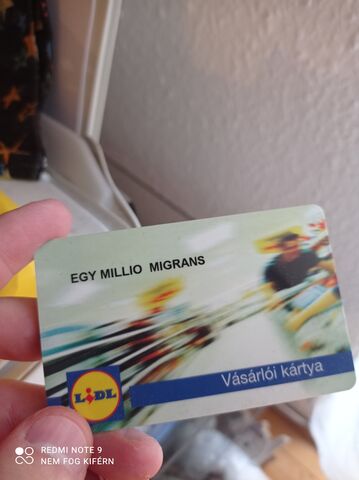 EGY MILLIO MIGRANS
LIDL
Vásárlói kártya
REDMI NOTE 9
NEM FOG KIFÉRN